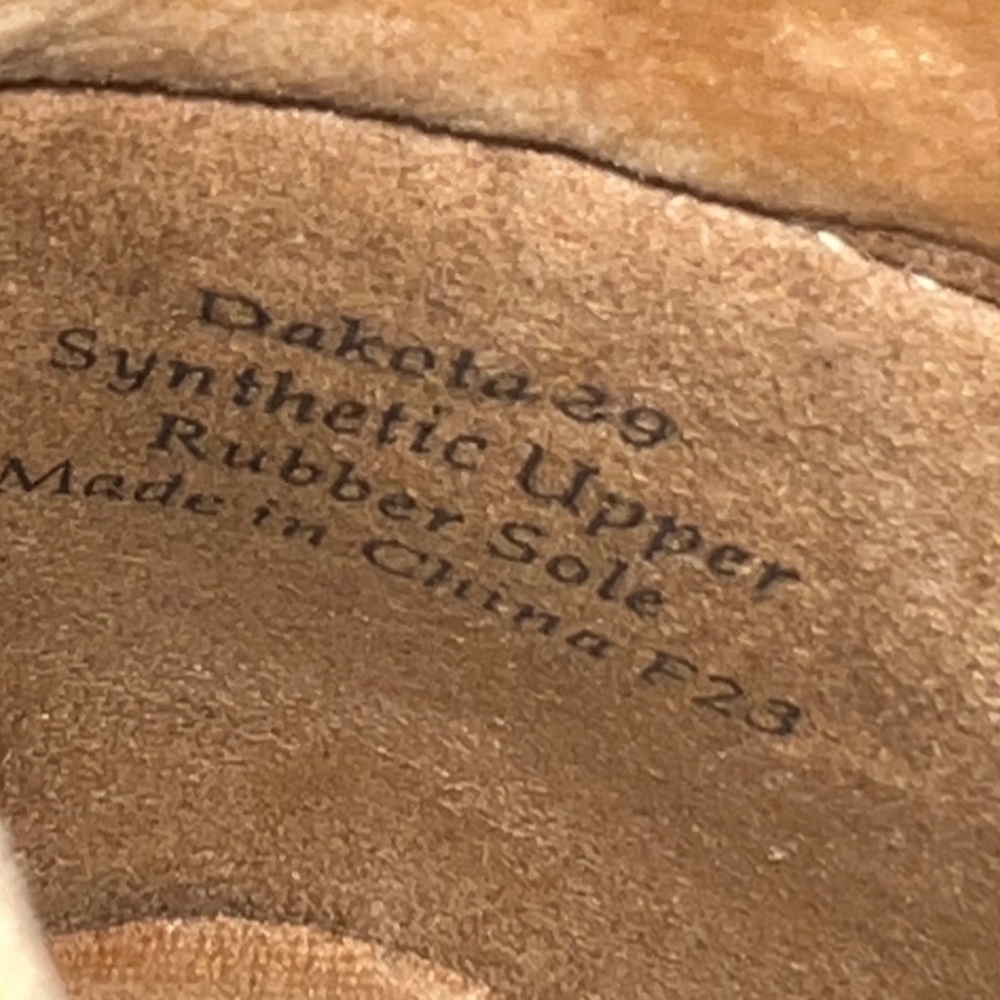 Dakota 29
Synthetic Upper
Rubber Sole
Made in China F23